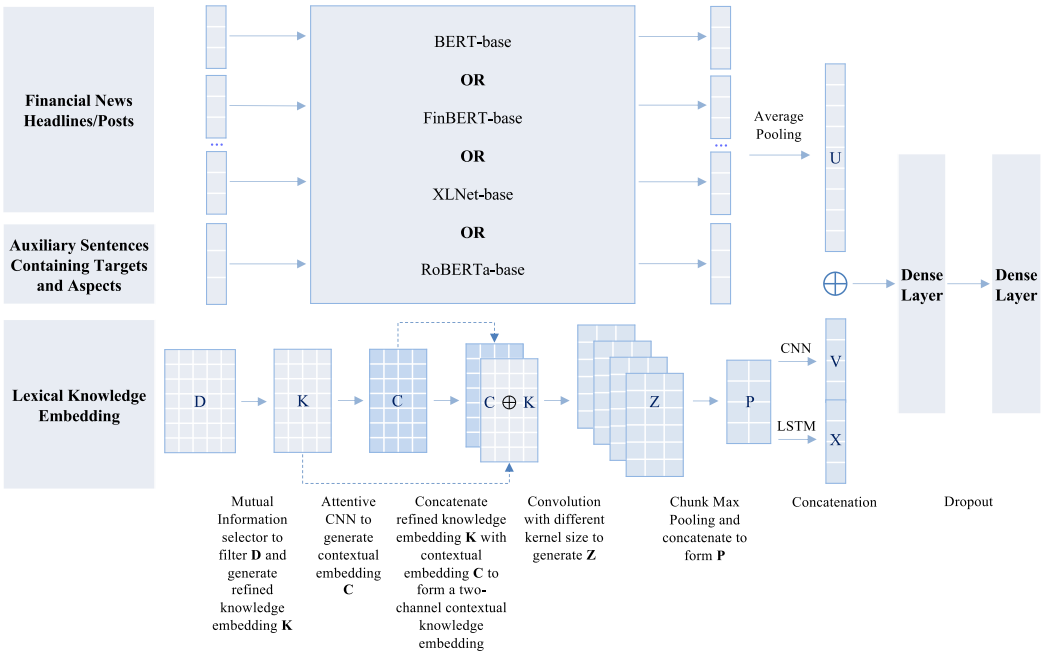 Financial News
Headlines/Posts
...
BERT-base
OR
FinBERT-base
OR
XLNet-base
OR
RoBERTa-base
...
Average
Pooling
U
Auxiliary Sentences
Containing Targets
and Aspects
Dense
Layer
Dense
Layer
Lexical Knowledge
Embedding
D
K
C
C ⊕ K
Z
P
CNN
LSTM
V
X
Mutual
Information
selector to
filter D and
generate
refined
knowledge
embedding K
Attentive
CNN to
generate
contextual
embedding
C
Concatenate
refined knowledge
embedding K with
contextual
embedding C to
form a two-
channel contextual
knowledge
embedding
Convolution
with different
kernel size to
generate Z
Chunk Max
Pooling and
concatenate to
form P
Concatenation
Dropout